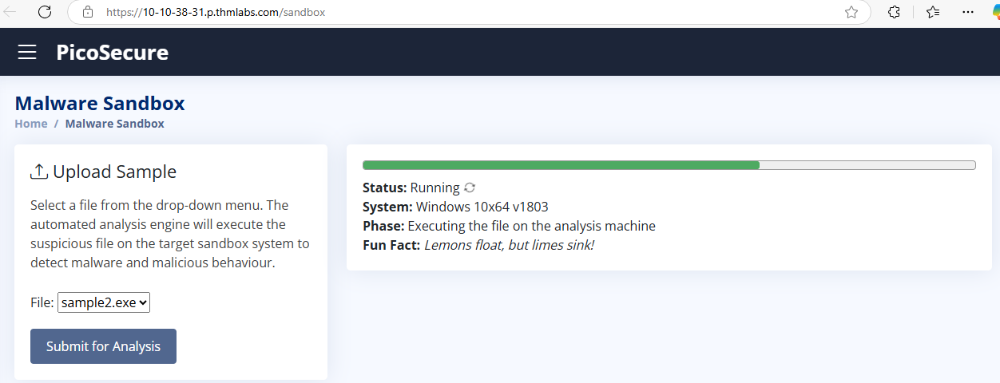 https://10-10-38-31.p.thmlabs.com/sandbox
PicoSecure
Malware Sandbox
Home / Malware Sandbox
Upload Sample
Select a file from the drop-down menu. The
automated analysis engine will execute the
suspicious file on the target sandbox system to
detect malware and malicious behaviour.
File: sample2.exe
Submit for Analysis
Status: Running
System: Windows 10x64 v1803
Phase: Executing the file on the analysis machine
Fun Fact: Lemons float, but limes sink!